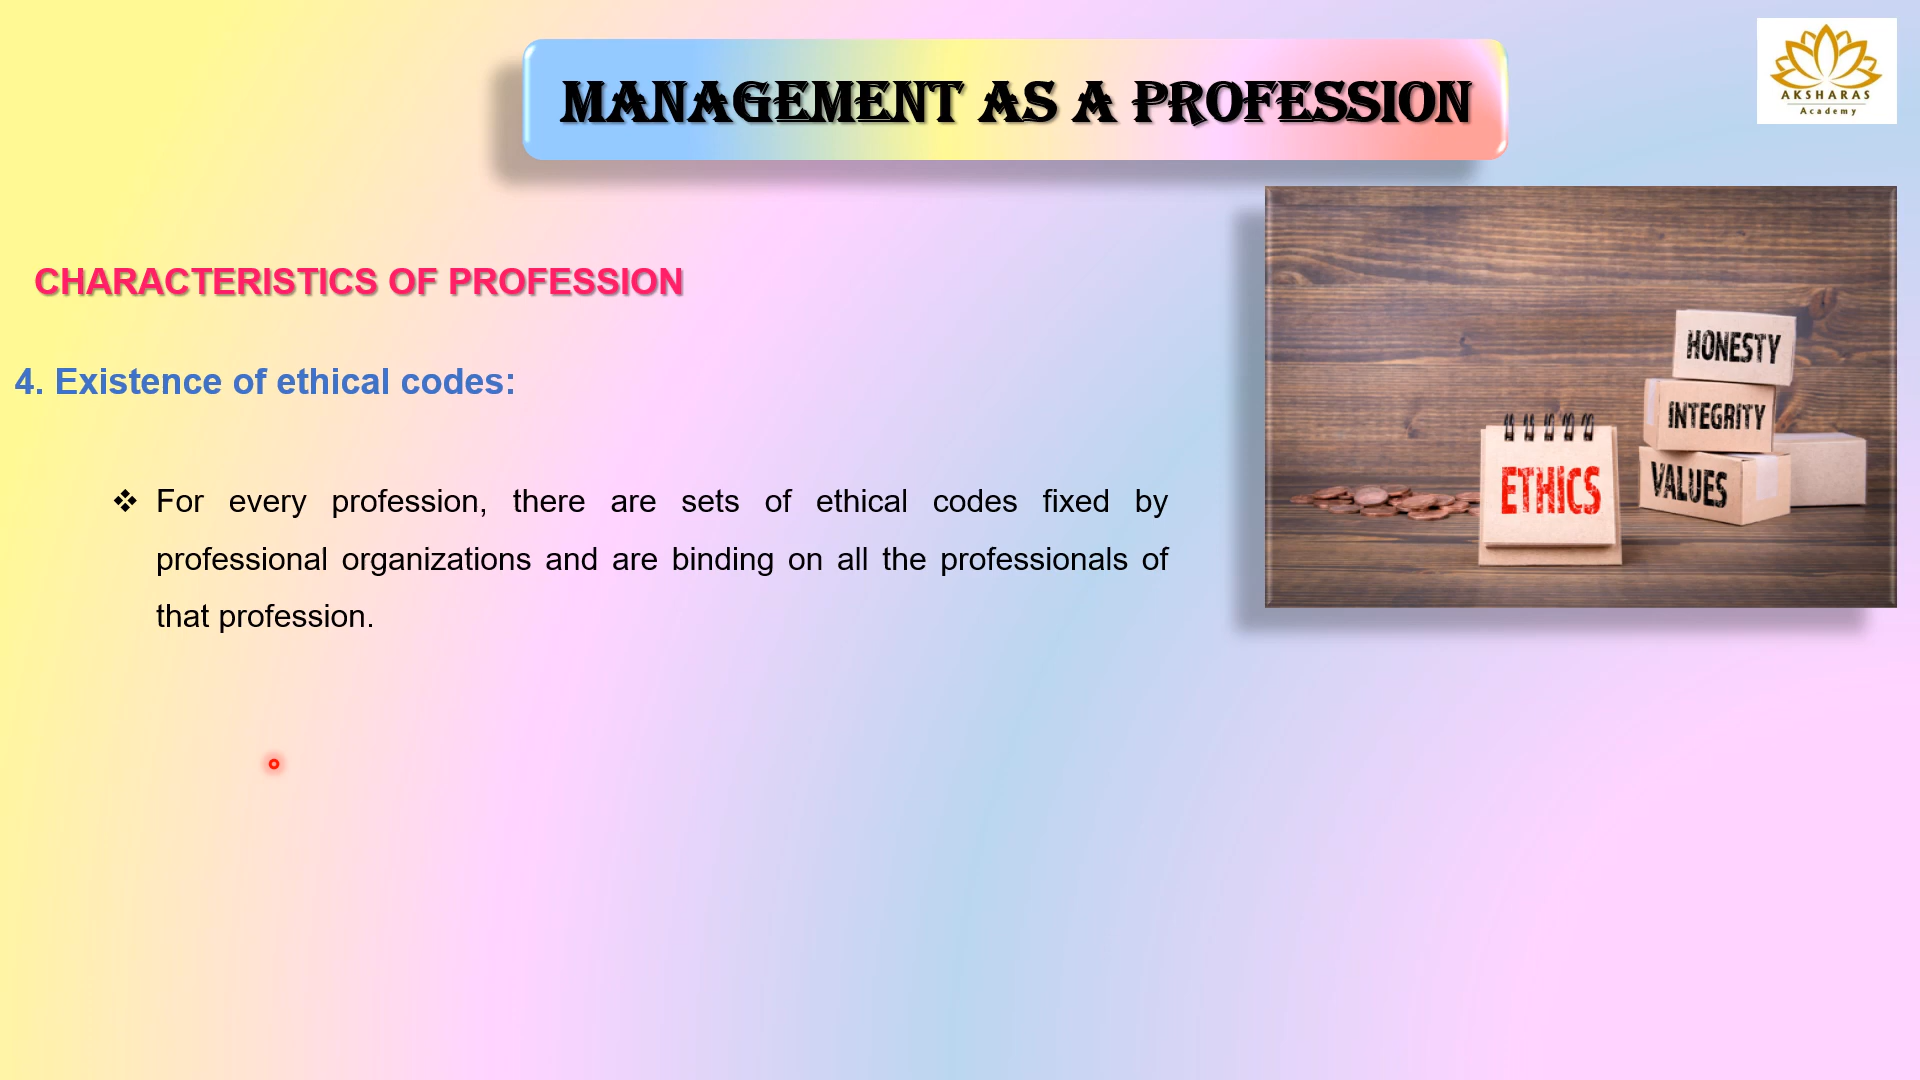 MANAGEMENT AS A PROFESSION
AKSHARAS
Academy
CHARACTERISTICS OF PROFESSION
4. Existence of ethical codes:
❖ For every profession, there are sets of ethical codes fixed by
professional organizations and are binding on all the professionals of
that profession.
HONESTY
INTEGRITY
VALUES
ETHICS